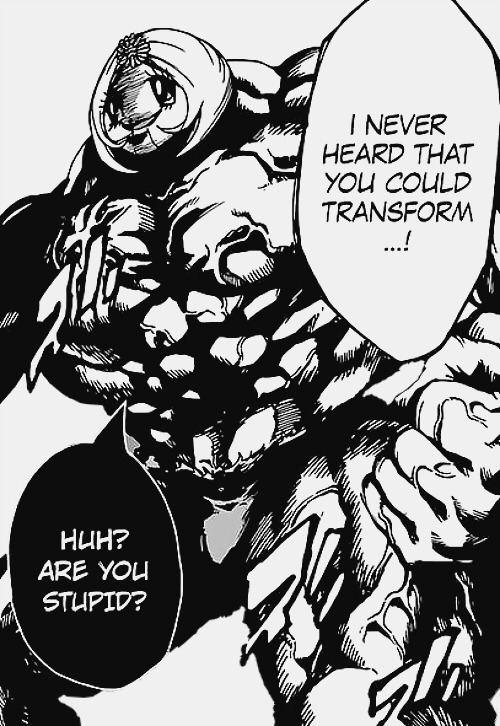 I NEVER
HEARD THAT
YOU COULD
TRANSFORM
...!
HUH?
ARE YOU
STUPID?